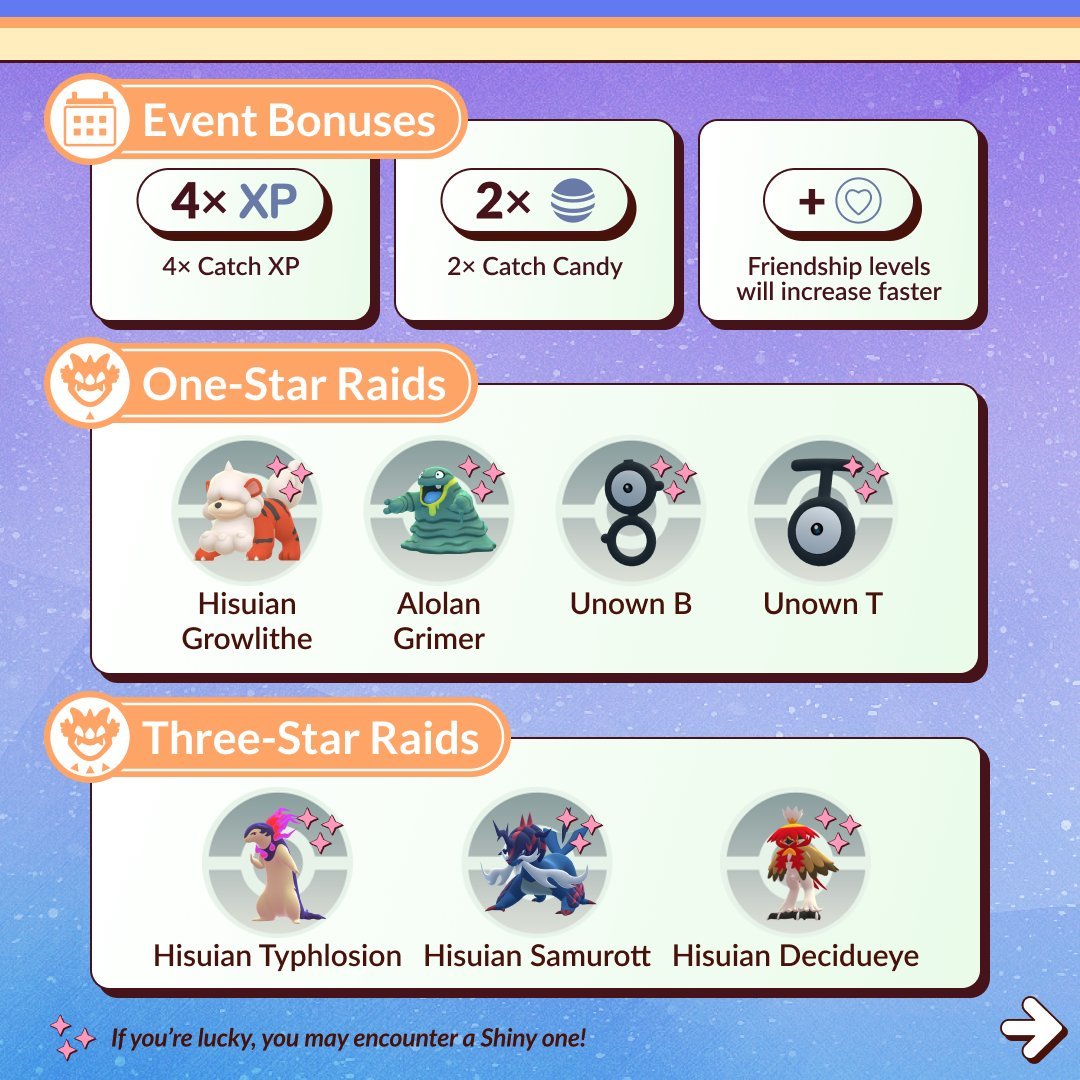 Event Bonuses
4× XP
4× Catch XP
2×
2× Catch Candy
+
Friendship levels
will increase faster
One-Star Raids
Hisuian
Growlithe
Alolan
Grimer
Unown B
Unown T
Three-Star Raids
Hisuian Typhlosion
Hisuian Samurott
Hisuian Decidueye
If you're lucky, you may encounter a Shiny one!